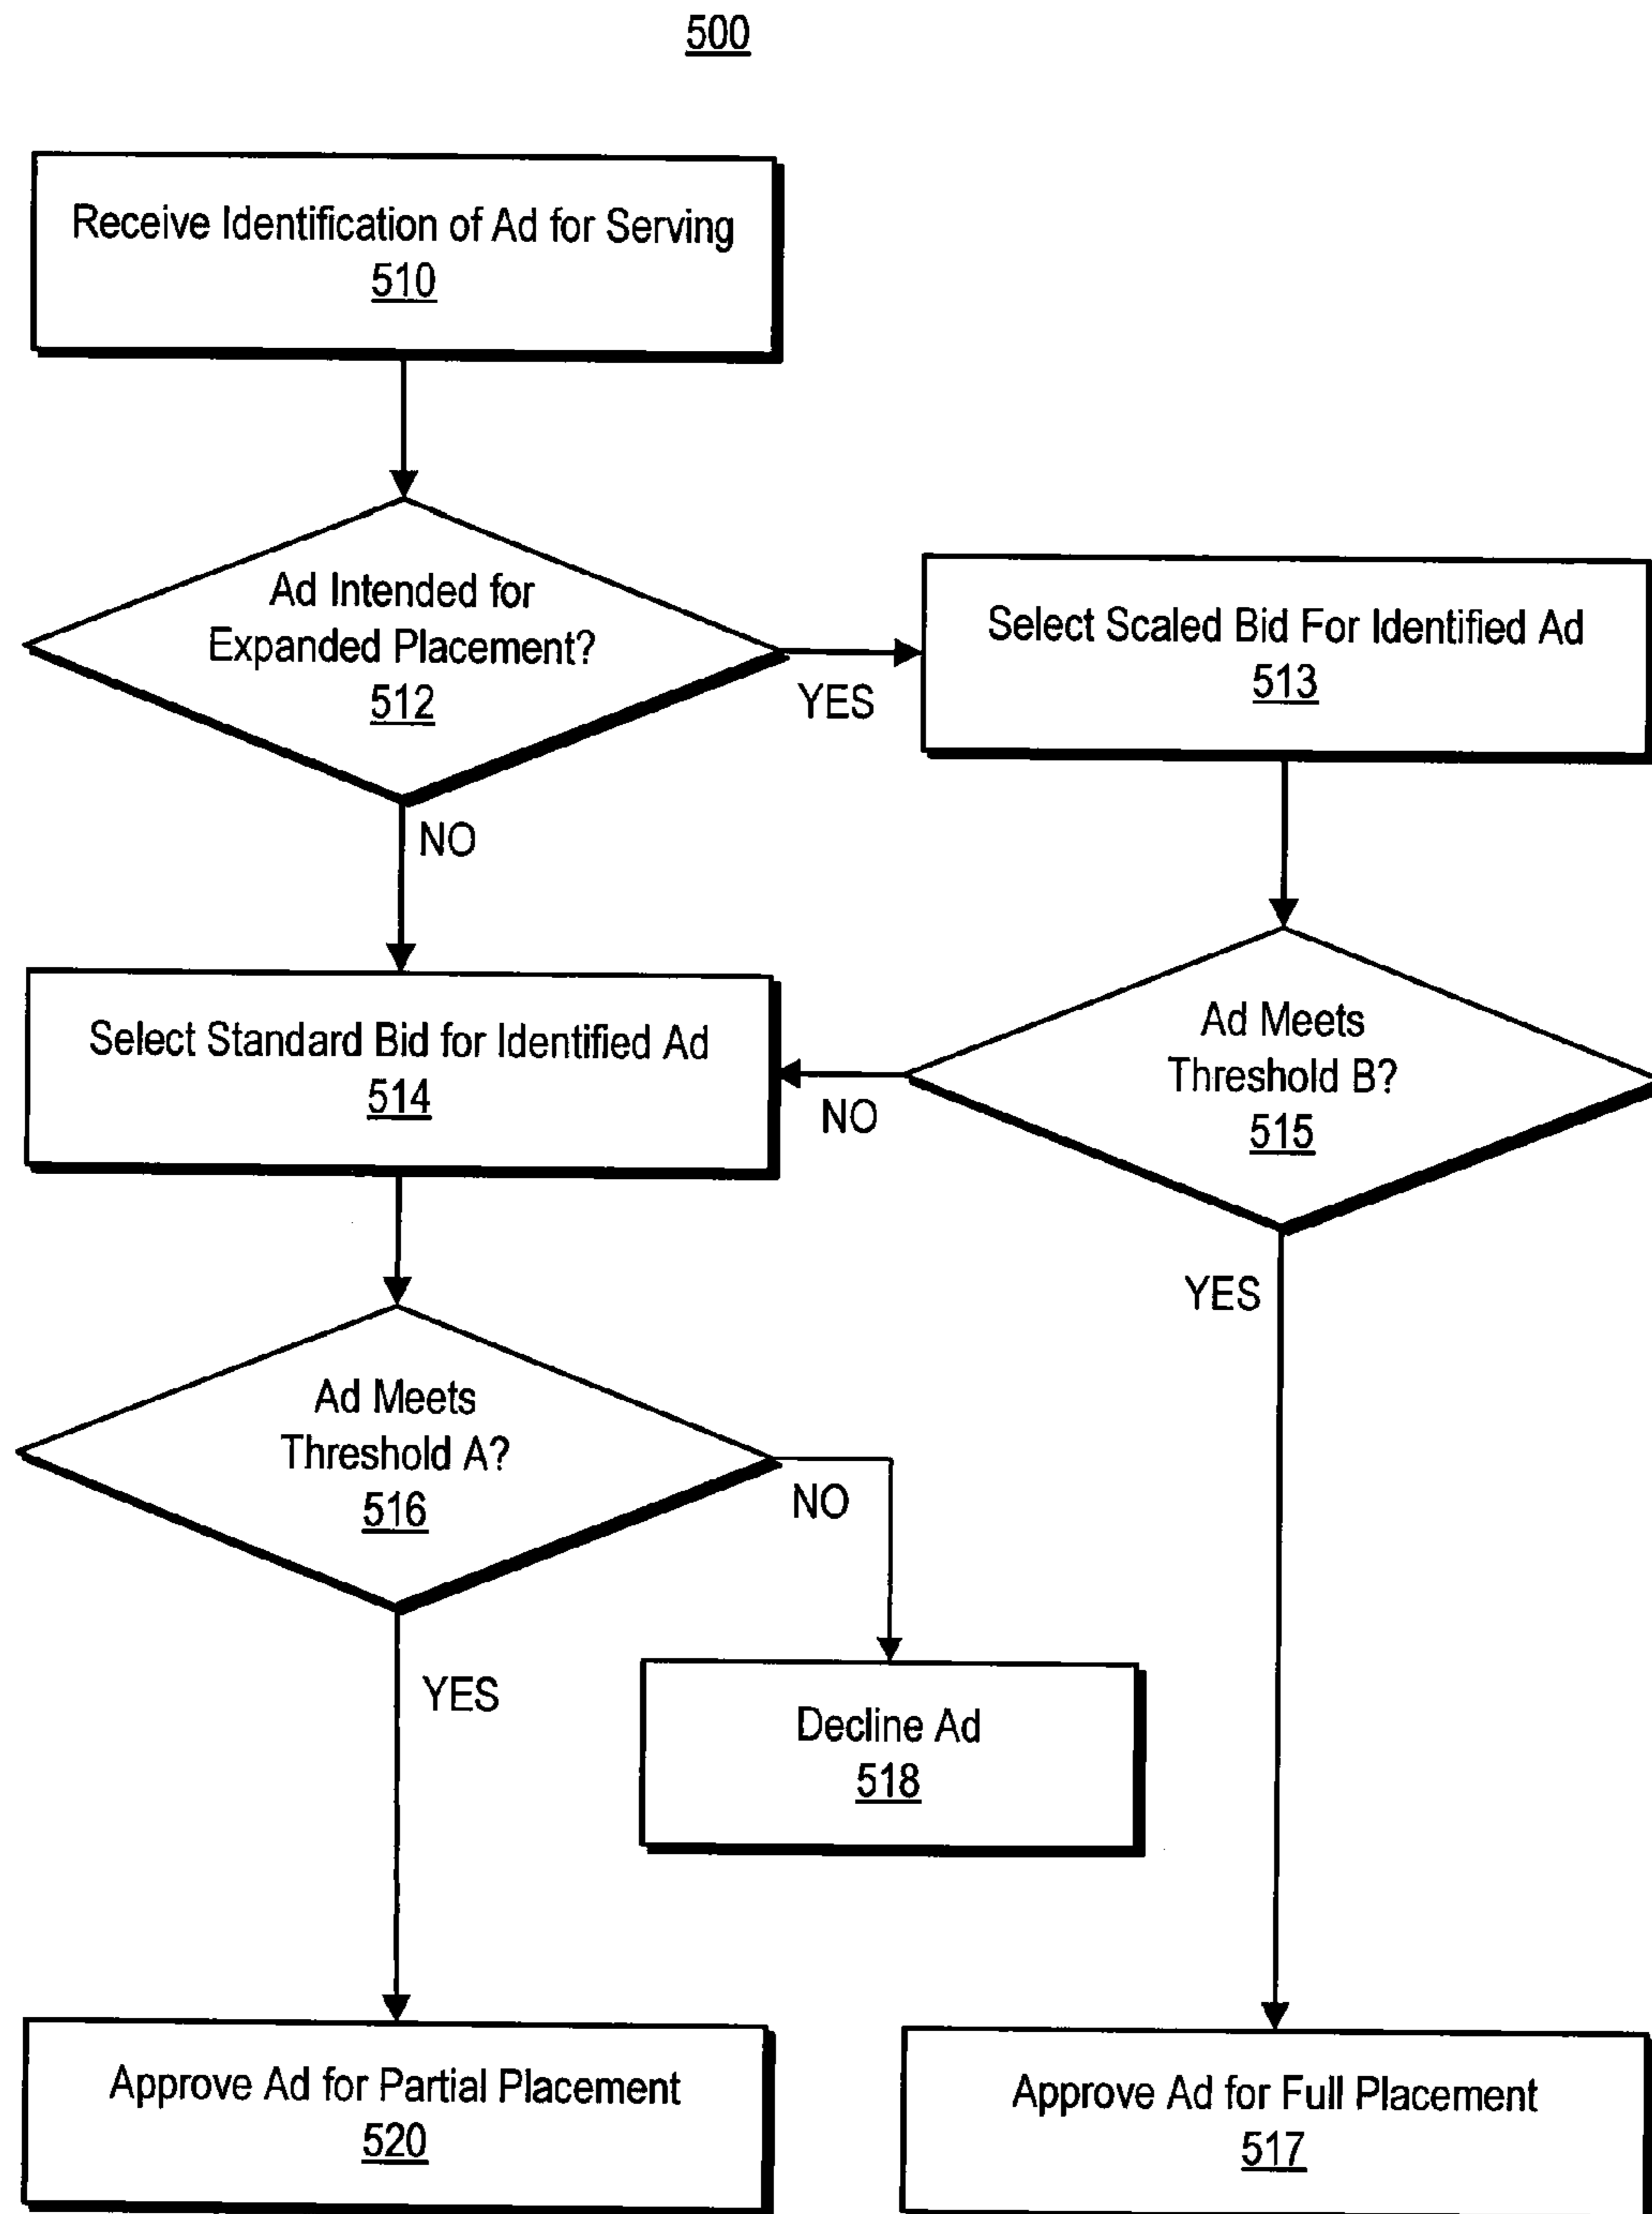 500
Receive Identification of Ad for Serving
510
Ad Intended for
Expanded Placement?
512
YES
NO
Select Scaled Bid For Identified Ad
513
Select Standard Bid for Identified Ad
514
Ad Meets
Threshold B?
515
NO
YES
Ad Meets
Threshold A?
516
NO
YES
Decline Ad
518
Approve Ad for Partial Placement
520
Approve Ad for Full Placement
517